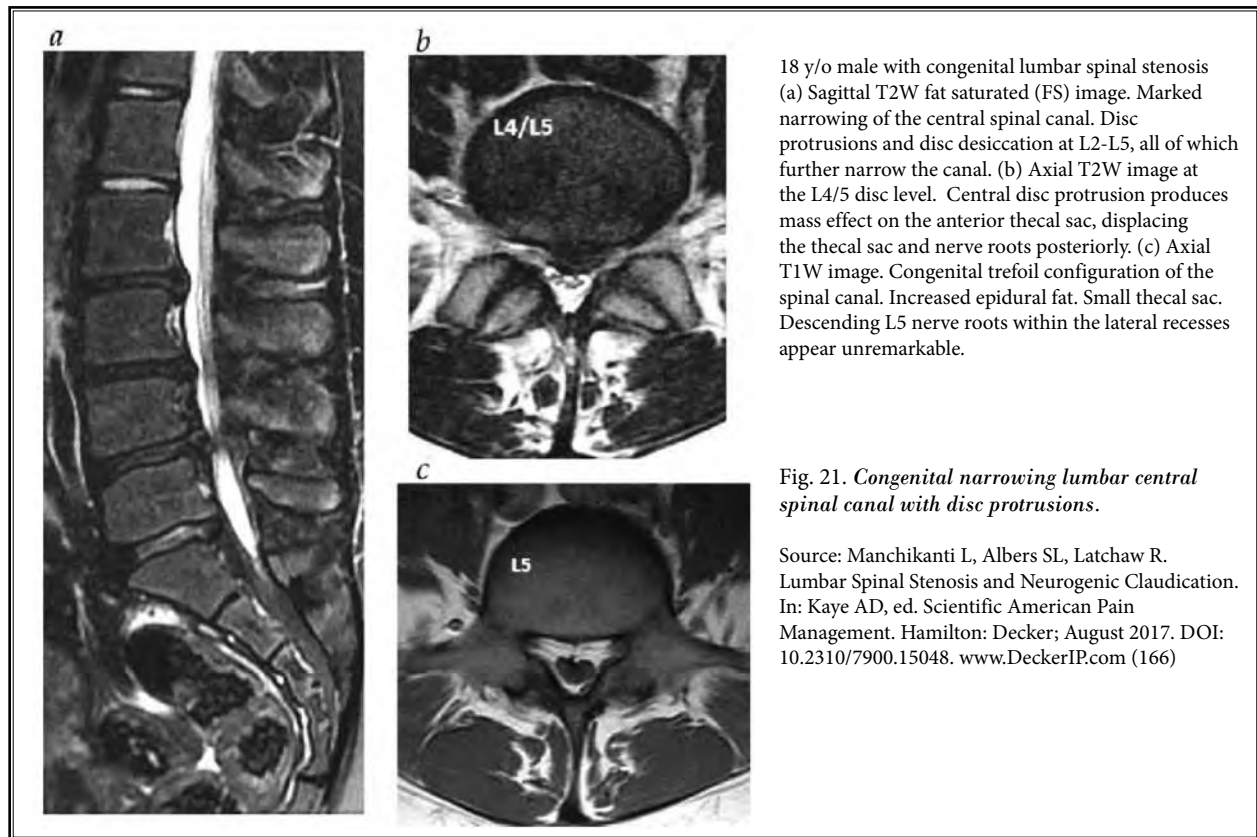 a
b
L4/L5
c
L5
18 y/o male with congenital lumbar spinal stenosis
(a) Sagittal T2W fat saturated (FS) image. Marked
narrowing of the central spinal canal. Disc
protrusions and disc desiccation at L2-L5, all of which
further narrow the canal. (b) Axial T2W image at
the L4/5 disc level. Central disc protrusion produces
mass effect on the anterior thecal sac, displacing
the thecal sac and nerve roots posteriorly. (c) Axial
T1W image. Congenital trefoil configuration of the
spinal canal. Increased epidural fat. Small thecal sac.
Descending L5 nerve roots within the lateral recesses
appear unremarkable.
Fig. 21. Congenital narrowing lumbar central
spinal canal with disc protrusions.
Source: Manchikanti L, Albers SL, Latchaw R.
Lumbar Spinal Stenosis and Neurogenic Claudication.
In: Kaye AD, ed. Scientific American Pain
Management. Hamilton: Decker; August 2017. DOI:
10.2310/7900.15048. www.DeckerIP.com (166)